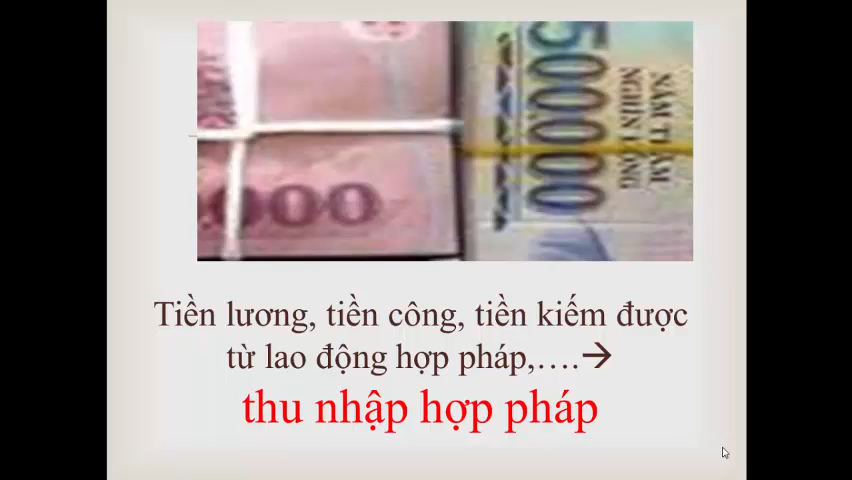 000
500000
NĂM TRĂM
NGHÌN ĐỒNG
Tiền lương, tiền công, tiền kiếm được
từ lao động hợp pháp,….→
thu nhập hợp pháp